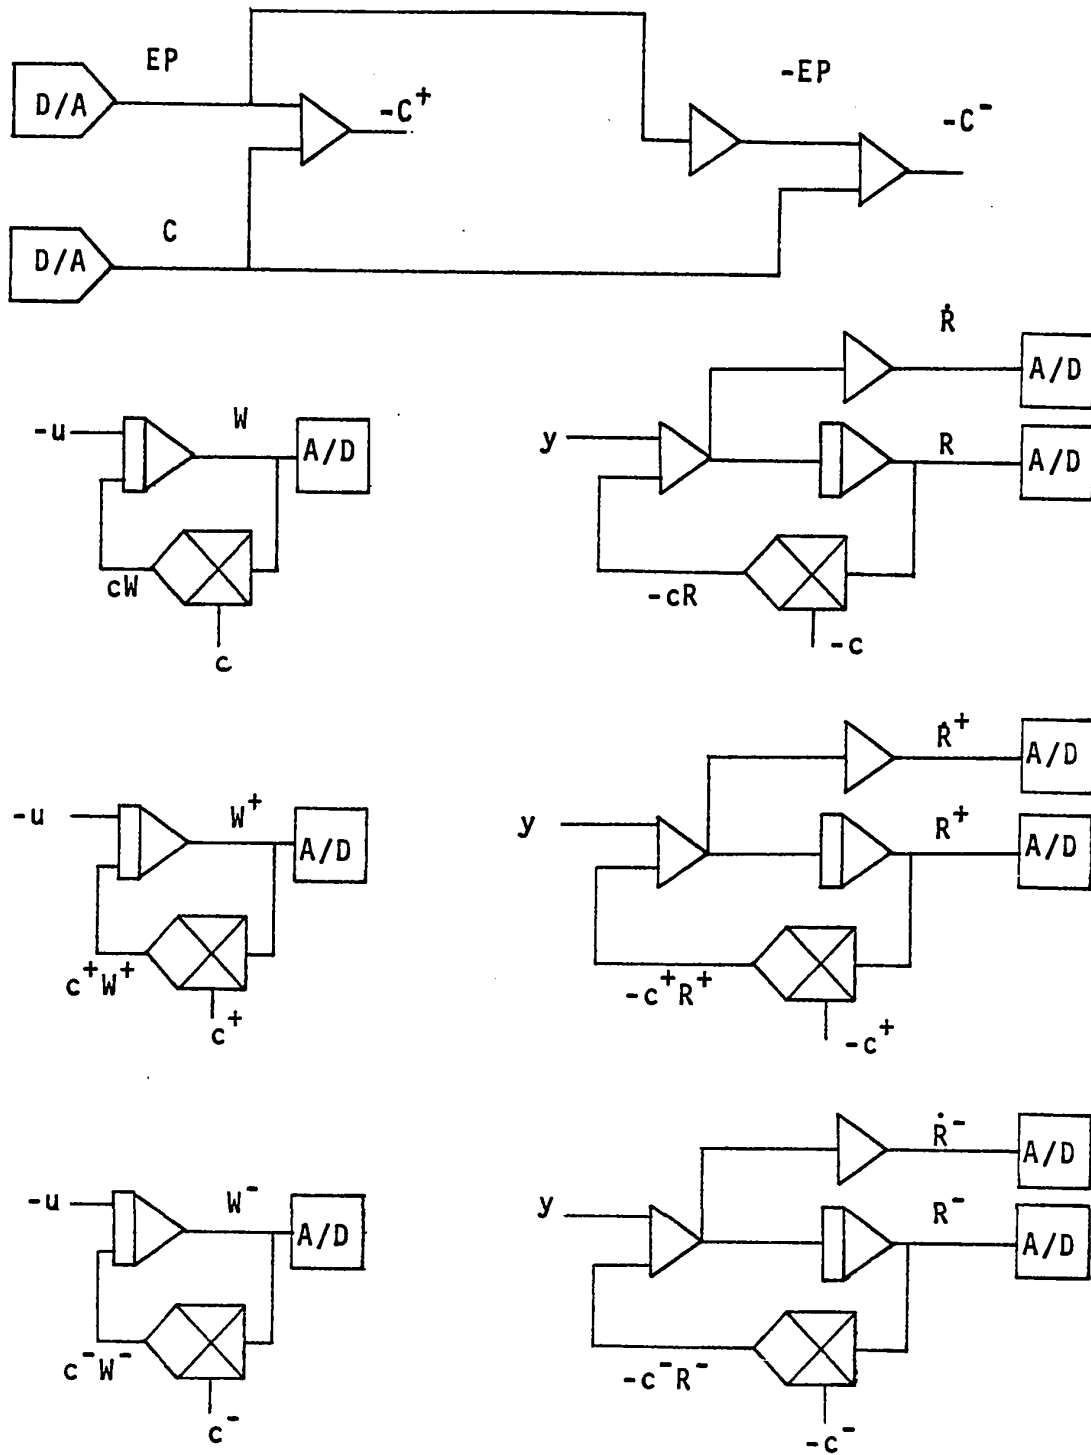 EP
D/A
-C⁺
-EP
-C⁻
C
D/A
Ṙ
A/D
-u
W
A/D
y
R
A/D
cW
c
-cR
-c
Ṙ⁺
A/D
-u
W⁺
A/D
y
R⁺
A/D
c⁺W⁺
c⁺
-c⁺R⁺
-c⁺
Ṙ⁻
A/D
-u
W⁻
A/D
y
R⁻
A/D
c⁻W⁻
c⁻
-c⁻R⁻
-c⁻